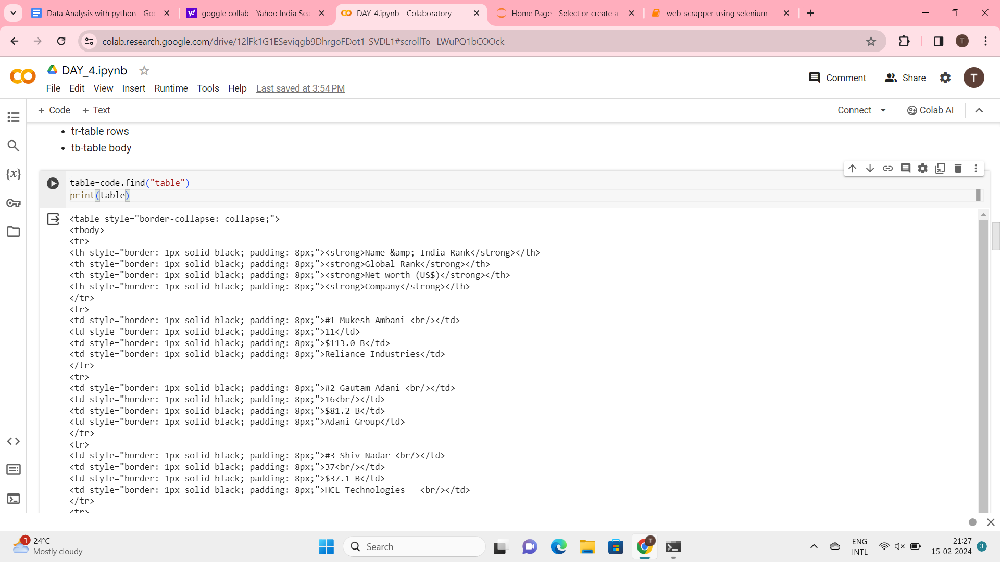 Data Analysis with python - Goo
goggle collab - Yahoo India Sea
DAY_4.ipynb - Colaboratory
Home Page - Select or create a
web_scrapper using selenium -
colab.research.google.com/drive/12lFk1G1ESeviqgb9DhrgoFDot1_SVDL1#scrollTo=LWuPQ1bCOOck
T
CO
DAY_4.ipynb
File Edit View Insert Runtime Tools Help Last saved at 3:54 PM
Comment
Share
T
+ Code + Text
Connect
Colab AI
• tr-table rows
• tb-table body
{x}
table=code.find("table")
print(table)
<table style="border-collapse: collapse;">
<tbody>
<tr>
<th style="border: 1px solid black; padding: 8px;"><strong>Name &amp; India Rank</strong></th>
<th style="border: 1px solid black; padding: 8px;"><strong>Global Rank</strong></th>
<th style="border: 1px solid black; padding: 8px;"><strong>Net worth (US$)</strong></th>
<th style="border: 1px solid black; padding: 8px;"><strong>Company</strong></th>
</tr>
<tr>
<td style="border: 1px solid black; padding: 8px;">#1 Mukesh Ambani <br/></td>
<td style="border: 1px solid black; padding: 8px;">11</td>
<td style="border: 1px solid black; padding: 8px;">$113.0 B</td>
<td style="border: 1px solid black; padding: 8px;">Reliance Industries</td>
</tr>
<tr>
<td style="border: 1px solid black; padding: 8px;">#2 Gautam Adani <br/></td>
<td style="border: 1px solid black; padding: 8px;">16<br/></td>
<td style="border: 1px solid black; padding: 8px;">$81.2 B</td>
<td style="border: 1px solid black; padding: 8px;">Adani Group</td>
</tr>
<tr>
<td style="border: 1px solid black; padding: 8px;">#3 Shiv Nadar <br/></td>
<td style="border: 1px solid black; padding: 8px;">37<br/></td>
<td style="border: 1px solid black; padding: 8px;">$37.1 B</td>
<td style="border: 1px solid black; padding: 8px;">HCL Technologies   <br/></td>
</tr>
<tr>
1
24°C
Mostly cloudy
Search
T
ENG
INTL
21:27
15-02-2024
3